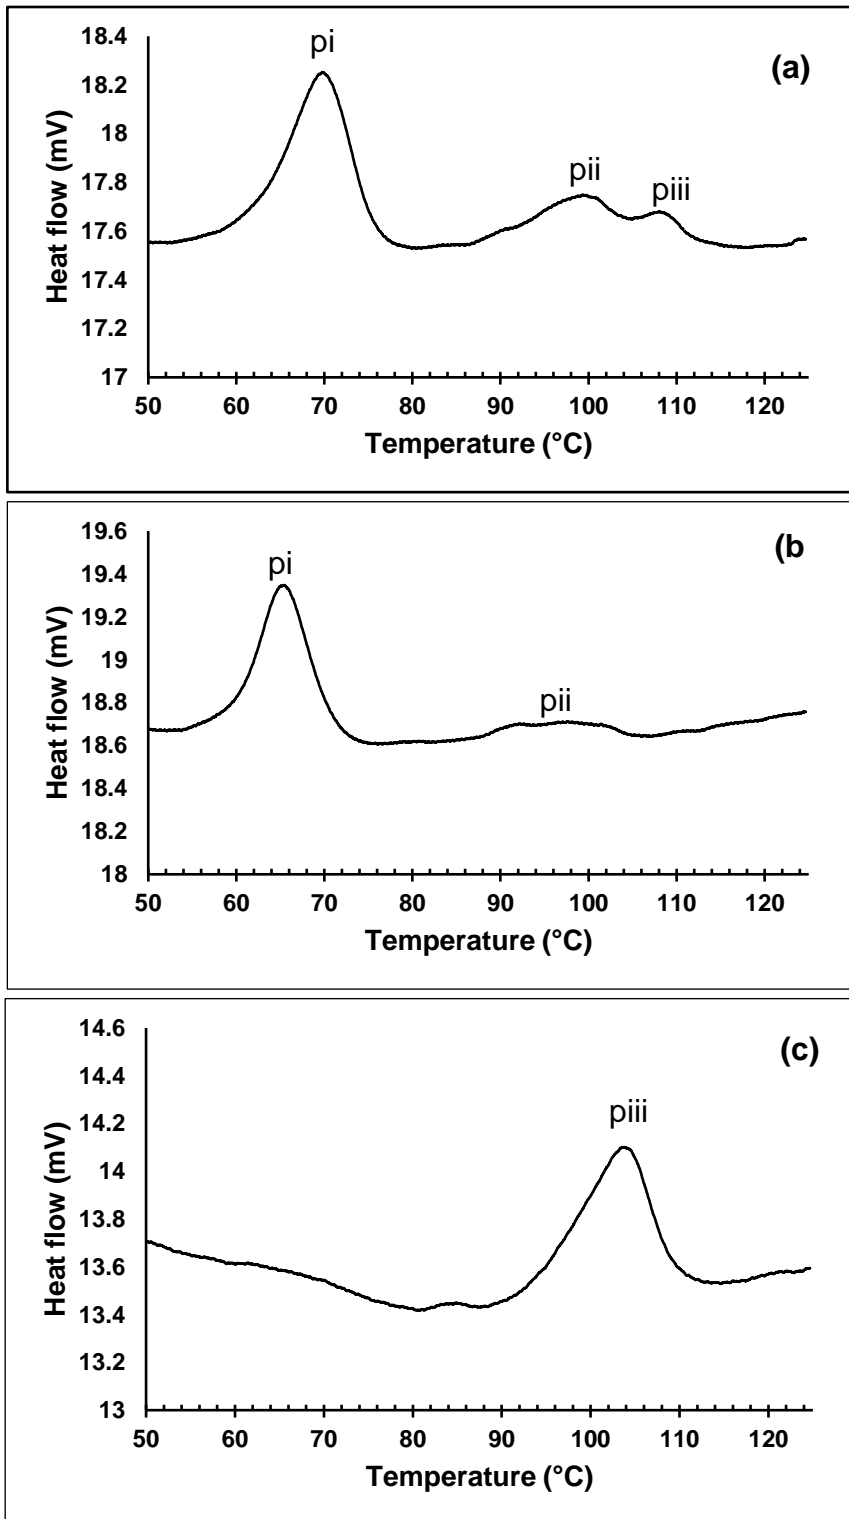 18.4
18.2
18
17.8
17.6
17.4
17.2
17
Heat flow (mV)
pi
pii
piii
(a)
50 60 70 80 90 100 110 120
Temperature (°C)
19.6
19.4
19.2
19
18.8
18.6
18.4
18.2
18
Heat flow (mV)
pi
pii
(b
50 60 70 80 90 100 110 120
Temperature (°C)
14.6
14.4
14.2
14
13.8
13.6
13.4
13.2
13
Heat flow (mV)
piii
(c)
50 60 70 80 90 100 110 120
Temperature (°C)